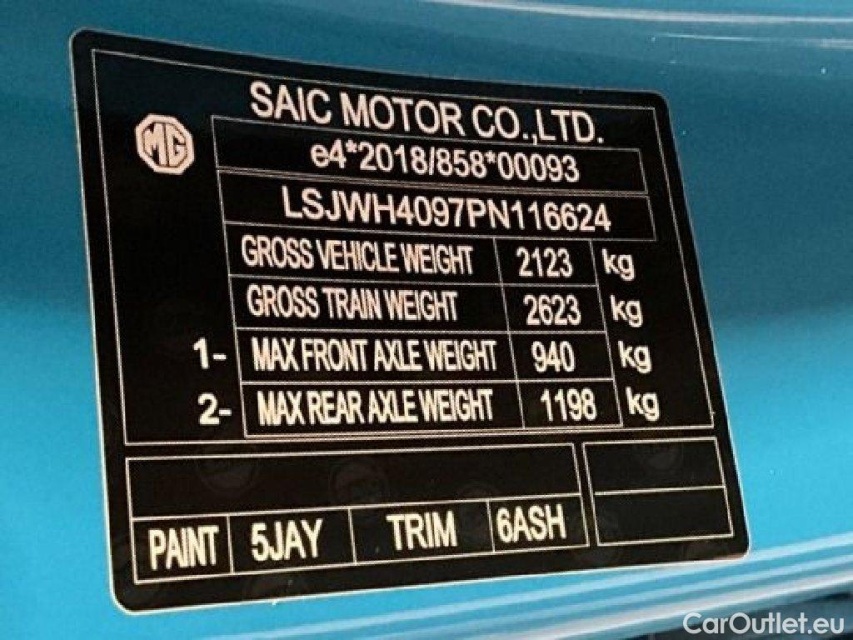 SAIC MOTOR CO.,LTD.
MG
e4*2018/858*00093
LSJWH4097PN116624
GROSS VEHICLE WEIGHT 2123 kg
GROSS TRAIN WEIGHT 2623 kg
1- MAX FRONT AXLE WEIGHT 940 kg
2- MAX REAR AXLE WEIGHT 1198 kg
PAINT 5JAY TRIM 6ASH
CarOutlet.eu